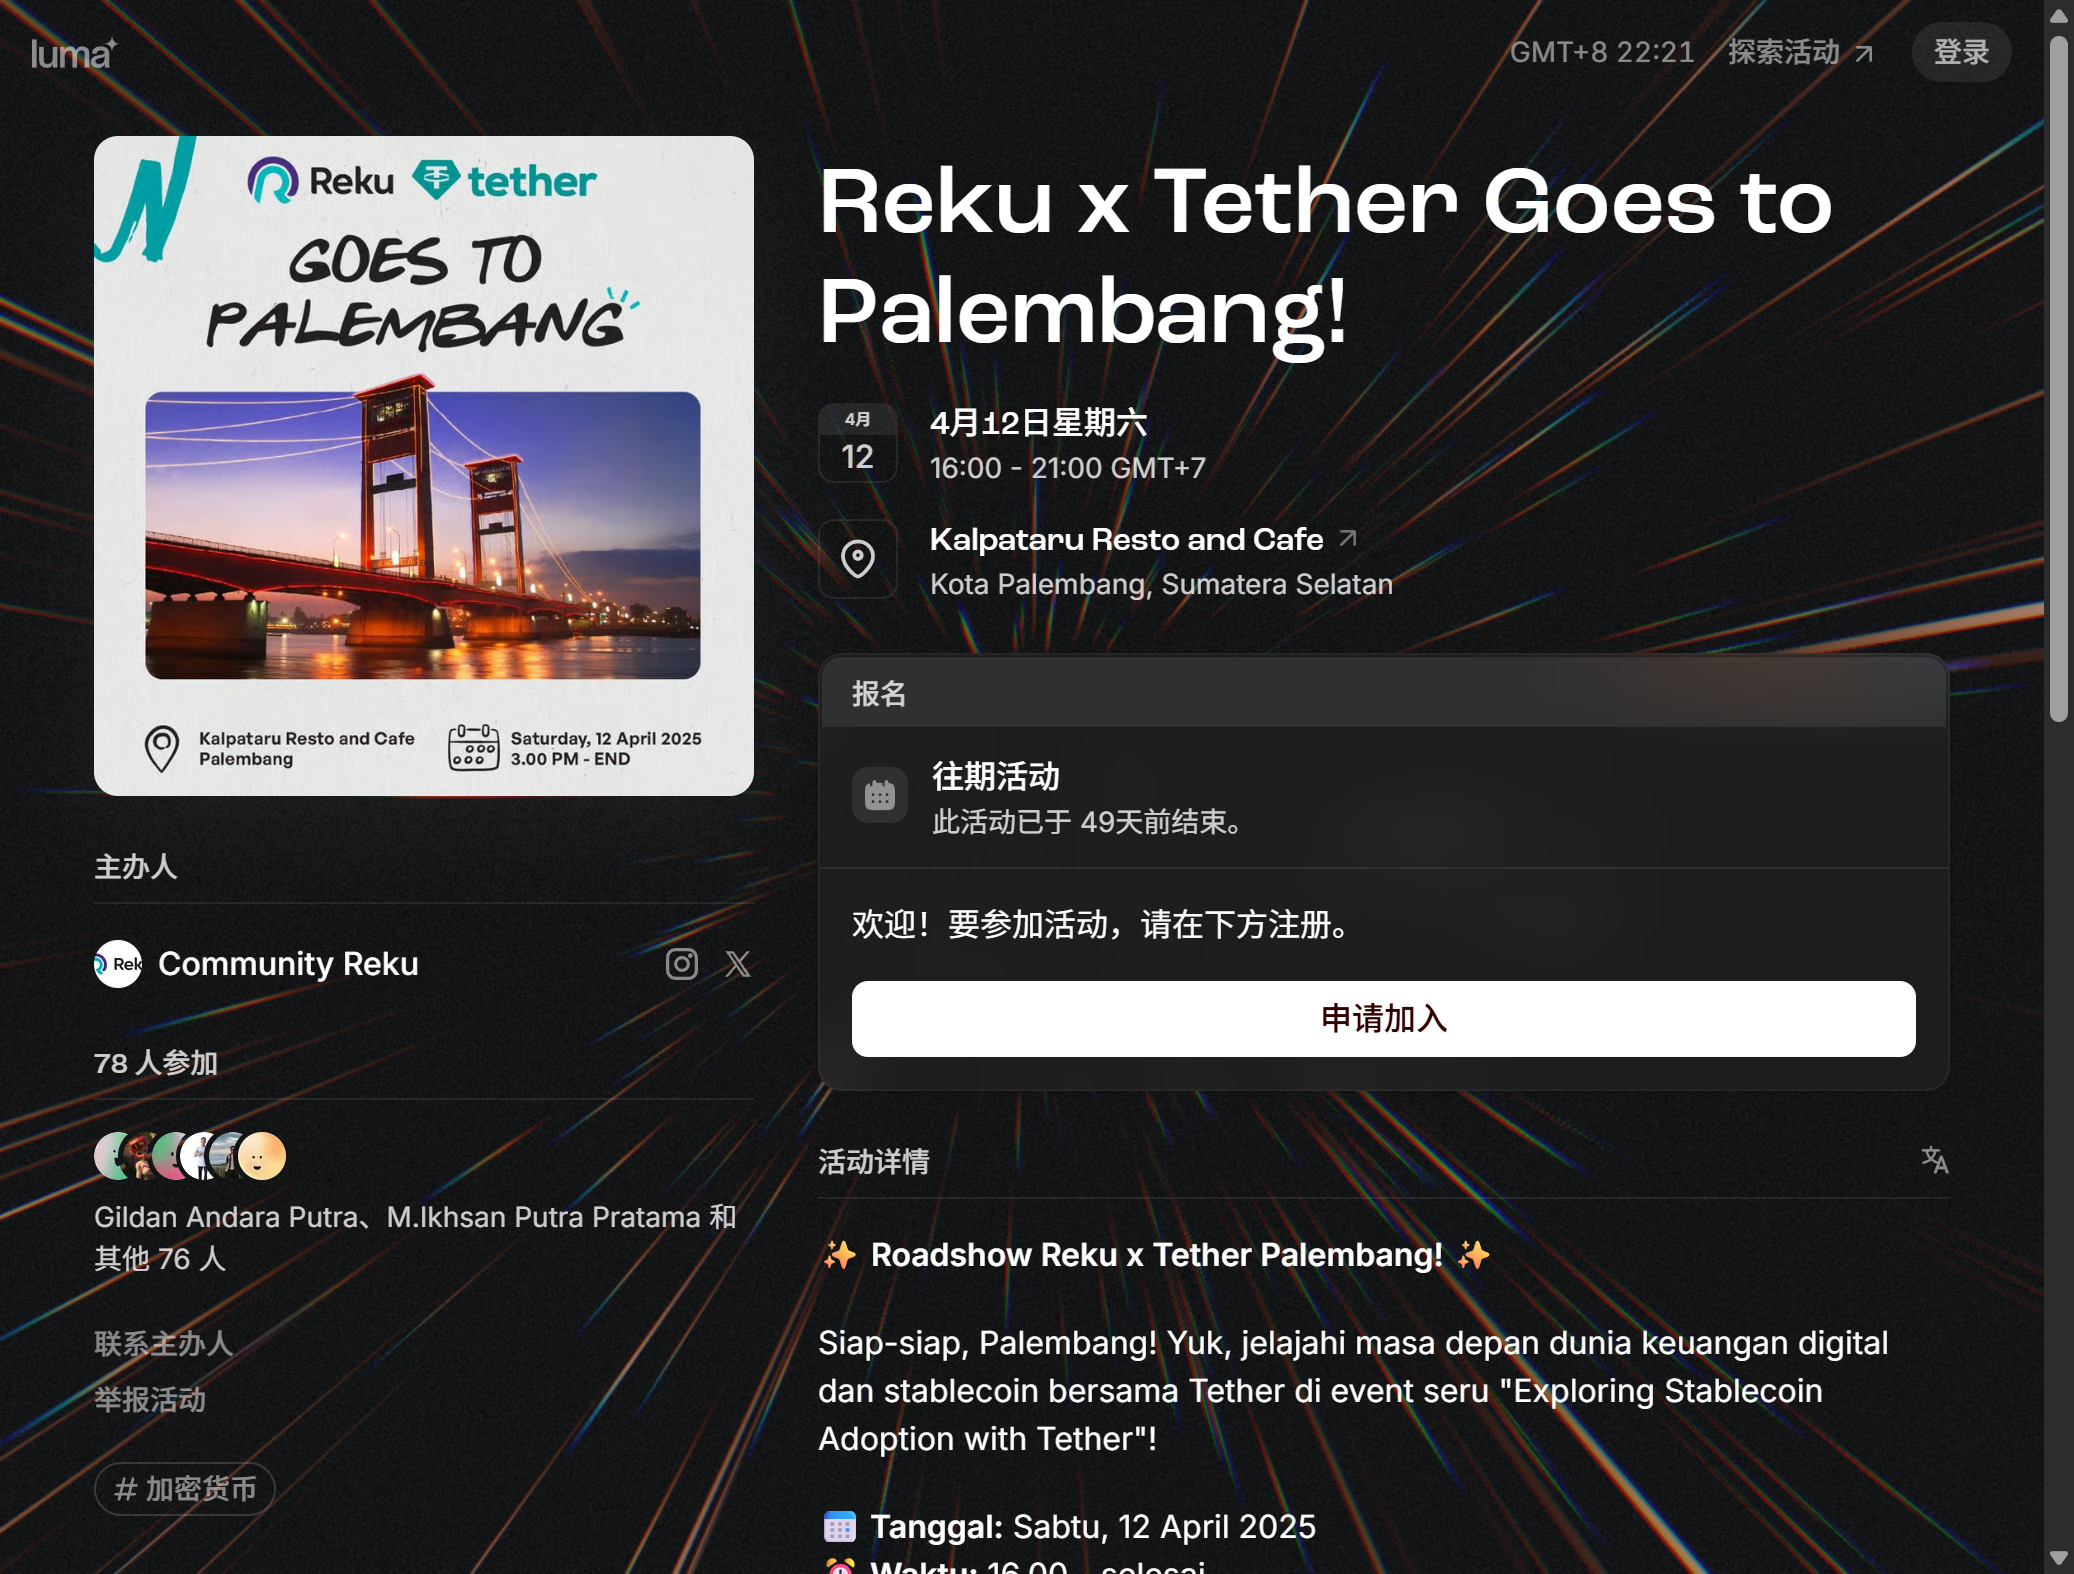 luma
GMT+8 22:21
探索活动 ↗
登录
Reku tether
GOES TO
PALEMBANG
Kalpataru Resto and Cafe
Palembang
Saturday, 12 April 2025
3.00 PM - END
主办人
Rek
Community Reku
78 人参加
Gildan Andara Putra、M.Ikhsan Putra Pratama 和
其他 76 人
联系主办人
举报活动
# 加密货币
Reku x Tether Goes to
Palembang!
4月
12
4月12日星期六
16:00 - 21:00 GMT+7
Kalpataru Resto and Cafe ↗
Kota Palembang, Sumatera Selatan
报名
往期活动
此活动已于 49天前结束。
欢迎！要参加活动，请在下方注册。
申请加入
活动详情
✨ Roadshow Reku x Tether Palembang! ✨
Siap-siap, Palembang! Yuk, jelajahi masa depan dunia keuangan digital
dan stablecoin bersama Tether di event seru "Exploring Stablecoin
Adoption with Tether"!
📅 Tanggal: Sabtu, 12 April 2025
⏰ Waktu: 16.00 - selesai